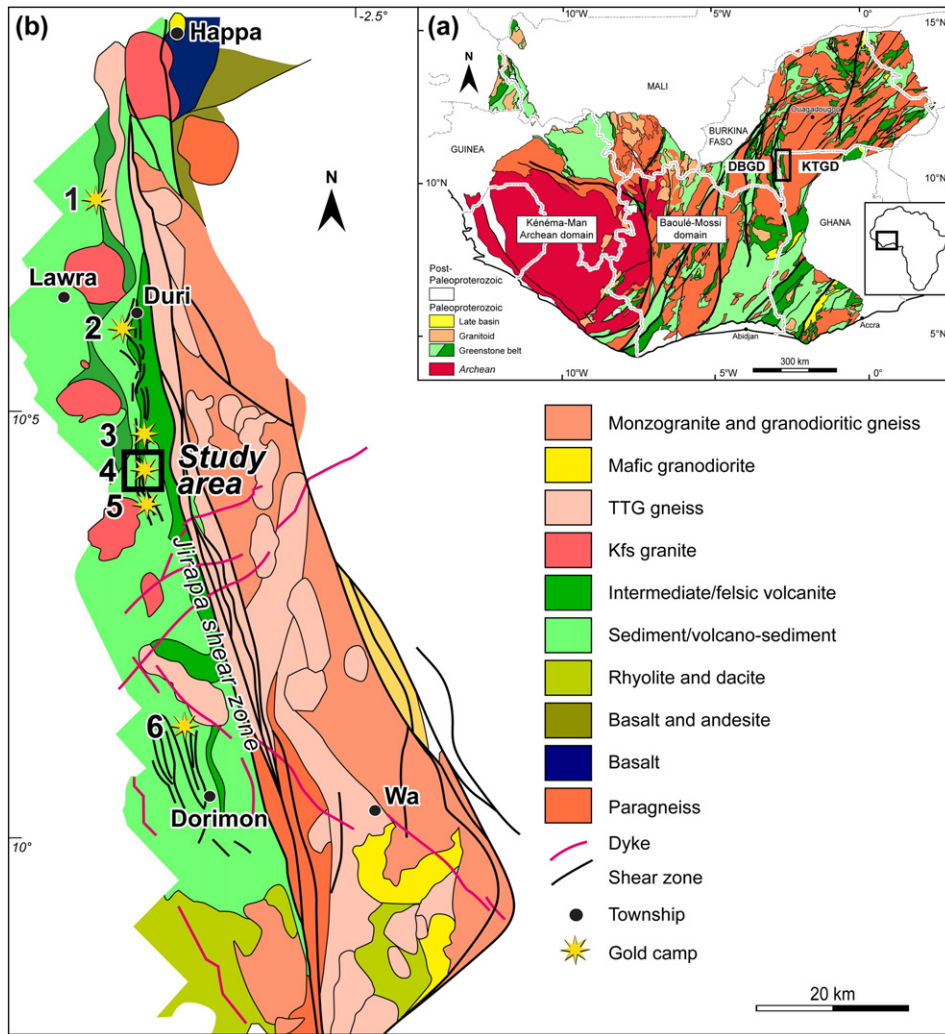 (b)
-2.5°
Happa
N
1
Lawra
Duri
2
10°5
3
4
Study
area
5
Jirapa shear zone
6
Dorimon
Wa
10°
(a)
10°W
5°W
0°
15°N
N
MALI
Ouagadougou
BURKINA
FASO
GUINEA
DBGD
KTGD
10°N
10°N
GHANA
Kénéma-Man
Archean domain
Baoulé-Mossi
domain
Post-
Paleoproterozoic
Paleoproterozoic
Late basin
Granitoid
Greenstone belt
Archean
Abidjan
Accra
5°N
5°N
300 km
10°W
5°W
0°
Monzogranite and granodioritic gneiss
Mafic granodiorite
TTG gneiss
Kfs granite
Intermediate/felsic volcanite
Sediment/volcano-sediment
Rhyolite and dacite
Basalt and andesite
Basalt
Paragneiss
Dyke
Shear zone
Township
Gold camp
20 km